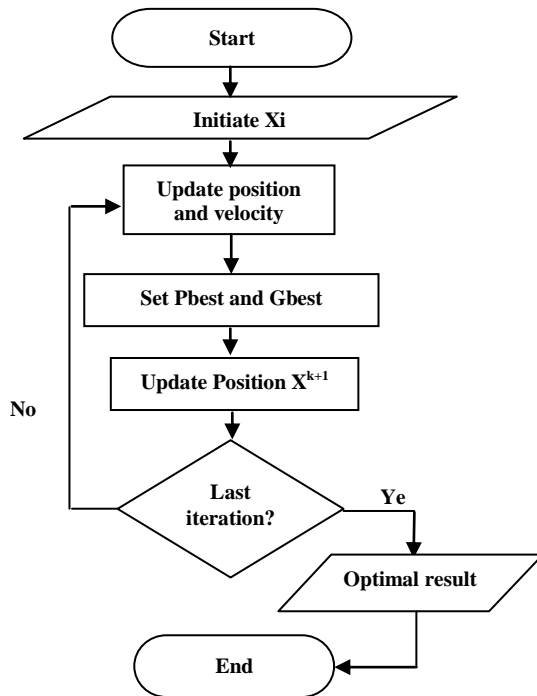 Start
Initiate Xi
Update position
and velocity
Set Pbest and Gbest
Update Position X^{k+1}
No
Last
iteration?
Ye
Optimal result
End